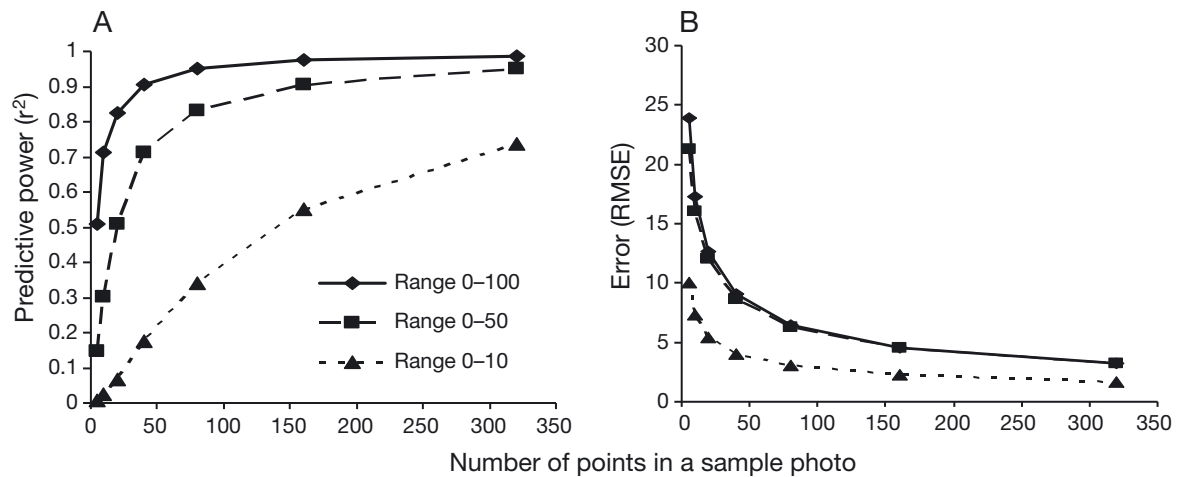 A
Predictive power (r²)
1
0.9
0.8
0.7
0.6
0.5
0.4
0.3
0.2
0.1
0
0 50 100 150 200 250 300 350
Range 0–100
Range 0–50
Range 0–10
B
Error (RMSE)
30
25
20
15
10
5
0
0 50 100 150 200 250 300 350
Number of points in a sample photo